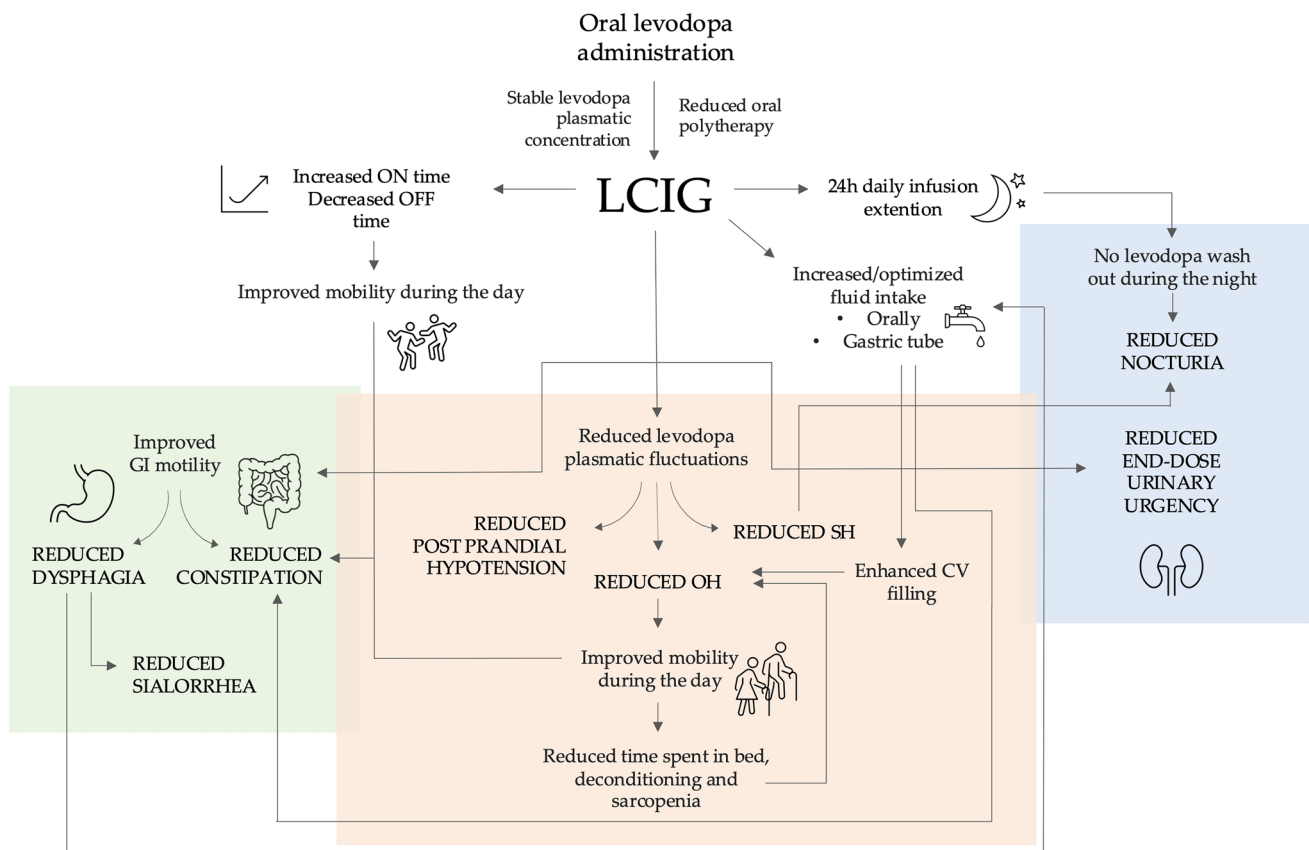 Oral levodopa
administration
Stable levodopa
plasmatic
concentration
Reduced oral
polytherapy
LCIG
Increased ON time
Decreased OFF
time
24h daily infusion
extention
Improved mobility during the day
Increased/optimized
fluid intake
• Orally
• Gastric tube
No levodopa wash
out during the night
REDUCED
NOCTURIA
REDUCED
END-DOSE
URINARY
URGENCY
Improved
GI motility
REDUCED
DYSPHAGIA
REDUCED
CONSTIPATION
REDUCED
SIALORRHEA
Reduced levodopa
plasmatic fluctuations
REDUCED
POST PRANDIAL
HYPOTENSION
REDUCED OH
REDUCED SH
Enhanced CV
filling
Improved mobility
during the day
Reduced time spent in bed,
deconditioning and
sarcopenia